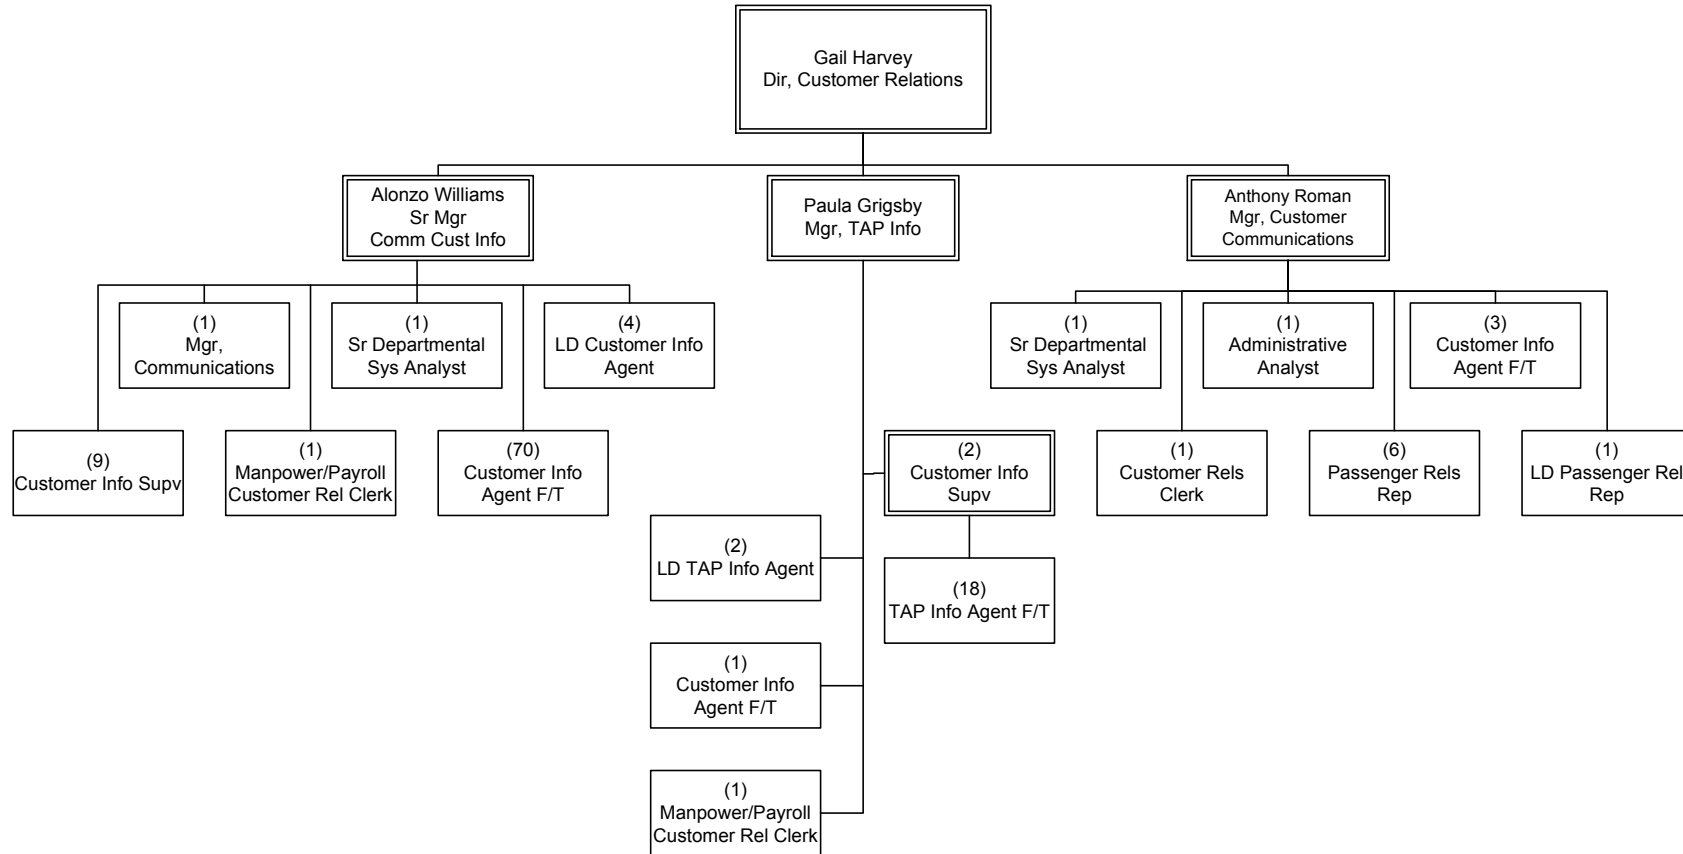 Gail Harvey
Dir, Customer Relations
Alonzo Williams
Sr Mgr
Comm Cust Info
Paula Grigsby
Mgr, TAP Info
Anthony Roman
Mgr, Customer
Communications
(1)
Mgr,
Communications
(1)
Sr Departmental
Sys Analyst
(4)
LD Customer Info
Agent
(1)
Sr Departmental
Sys Analyst
(1)
Administrative
Analyst
(3)
Customer Info
Agent F/T
(9)
Customer Info Supv
(1)
Manpower/Payroll
Customer Rel Clerk
(70)
Customer Info
Agent F/T
(2)
Customer Info
Supv
(1)
Customer Rels
Clerk
(6)
Passenger Rels
Rep
(1)
LD Passenger Rel
Rep
(2)
LD TAP Info Agent
(18)
TAP Info Agent F/T
(1)
Customer Info
Agent F/T
(1)
Manpower/Payroll
Customer Rel Clerk